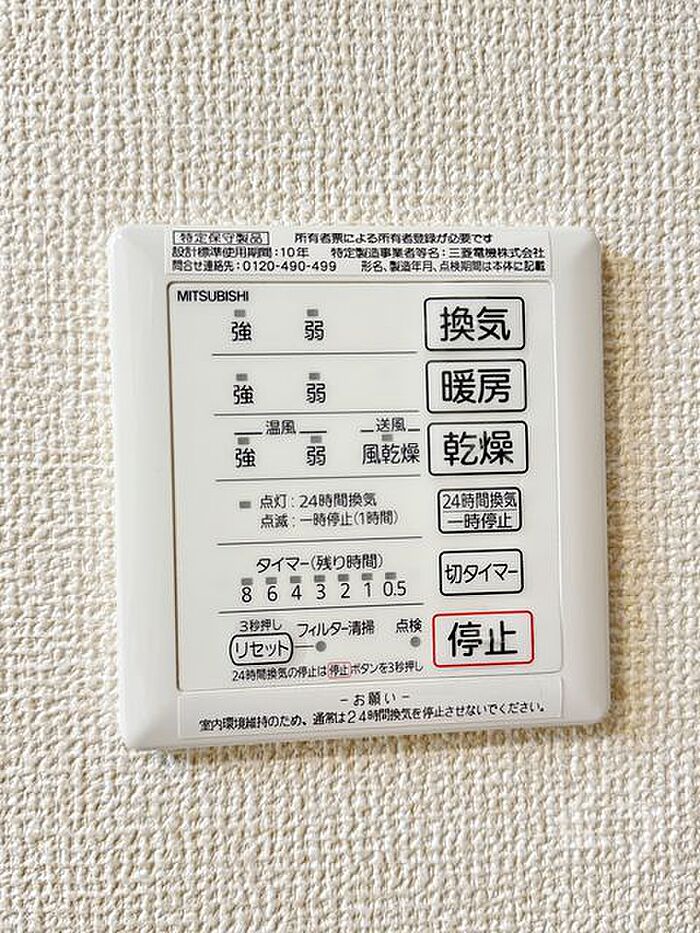 特定保守製品 所有者票による所有者登録が必要です
設計標準使用期間:10年 特定製造事業者等名:三菱電機株式会社
問合せ連絡先:0120-490-499 形名、製造年月、点検期間は本体に記載
MITSUBISHI
強 弱 換気
強 弱 暖房
温風 送風
強 弱 風乾燥 乾燥
点灯:24時間換気
点滅:一時停止(1時間)
24時間換気
一時停止
タイマー(残り時間)
8 6 4 3 2 1 0.5
切タイマー
3秒押し
リセット フィルター清掃 点検
停止
24時間換気の停止は停止ボタンを3秒押し
-お願い-
室内環境維持のため、通常は24時間換気を停止させないでください。